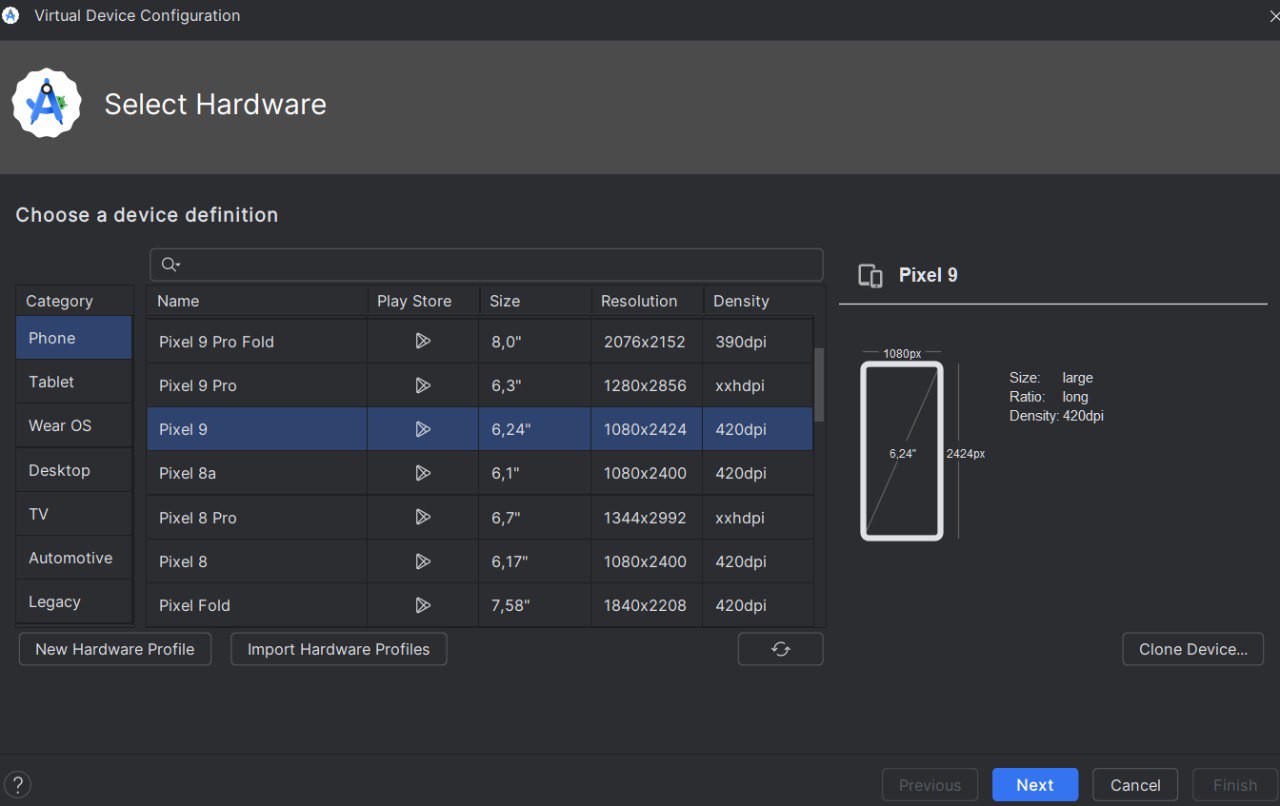 Virtual Device Configuration
Select Hardware
Choose a device definition
Category
Phone
Tablet
Wear OS
Desktop
TV
Automotive
Legacy
Name Play Store Size Resolution Density
Pixel 9 Pro Fold 8,0" 2076x2152 390dpi
Pixel 9 Pro 6,3" 1280x2856 xxhdpi
Pixel 9 6,24" 1080x2424 420dpi
Pixel 8a 6,1" 1080x2400 420dpi
Pixel 8 Pro 6,7" 1344x2992 xxhdpi
Pixel 8 6,17" 1080x2400 420dpi
Pixel Fold 7,58" 1840x2208 420dpi
Pixel 9
1080px
6,24"
2424px
Size: large
Ratio: long
Density: 420dpi
New Hardware Profile
Import Hardware Profiles
Clone Device...
?
Previous
Next
Cancel
Finish